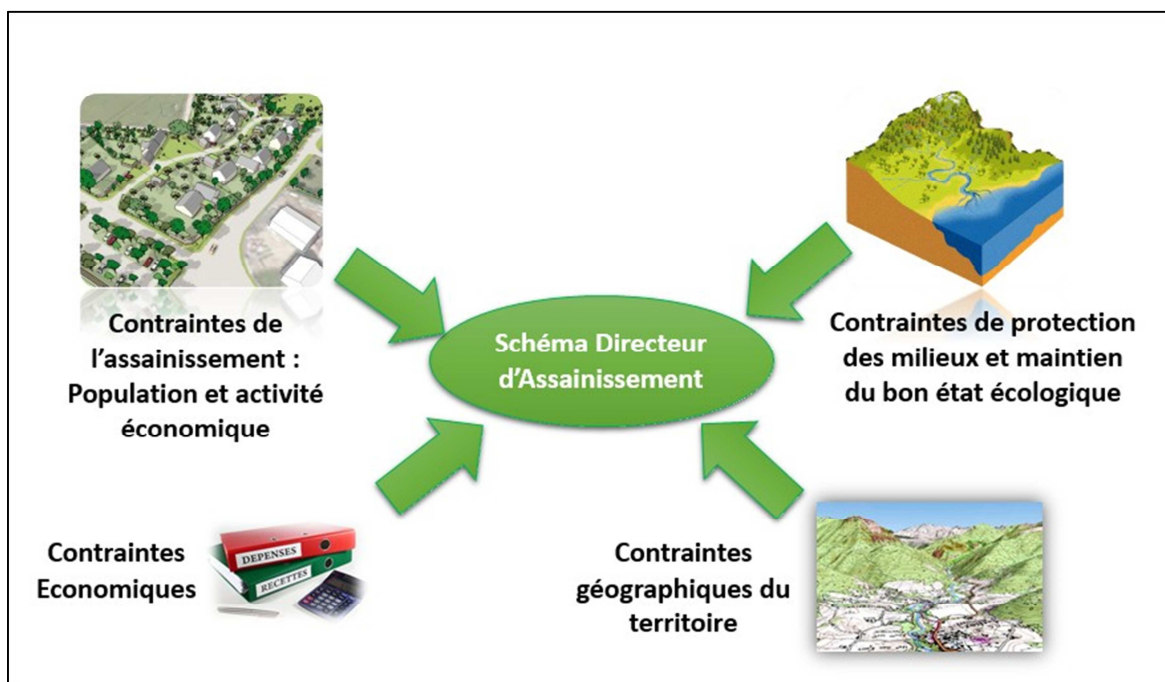 Contraintes de
l’assainissement :
Population et activité
économique
Schéma Directeur
d’Assainissement
Contraintes de protection
des milieux et maintien
du bon état écologique
Contraintes
Economiques
DEPENSES
RECETTES
Contraintes
géographiques du
territoire